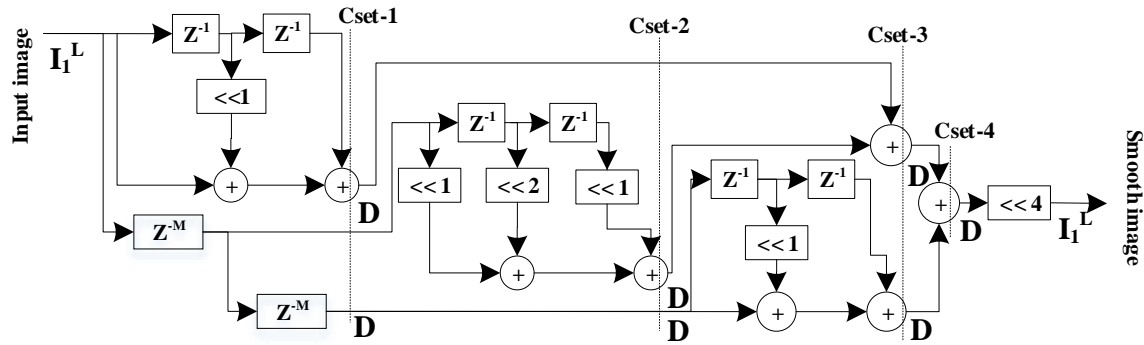 Input image
I₁ᴸ
Z⁻¹
Z⁻¹
<<1
+
+
Cset-1
D
Z⁻ᴹ
Z⁻ᴹ
D
Z⁻¹
Z⁻¹
<<1
<<2
<<1
+
+
Cset-2
D
D
Z⁻¹
Z⁻¹
<<1
+
+
Cset-3
+
D
D
Cset-4
+
D
<< 4
I₁ᴸ
Smooth image